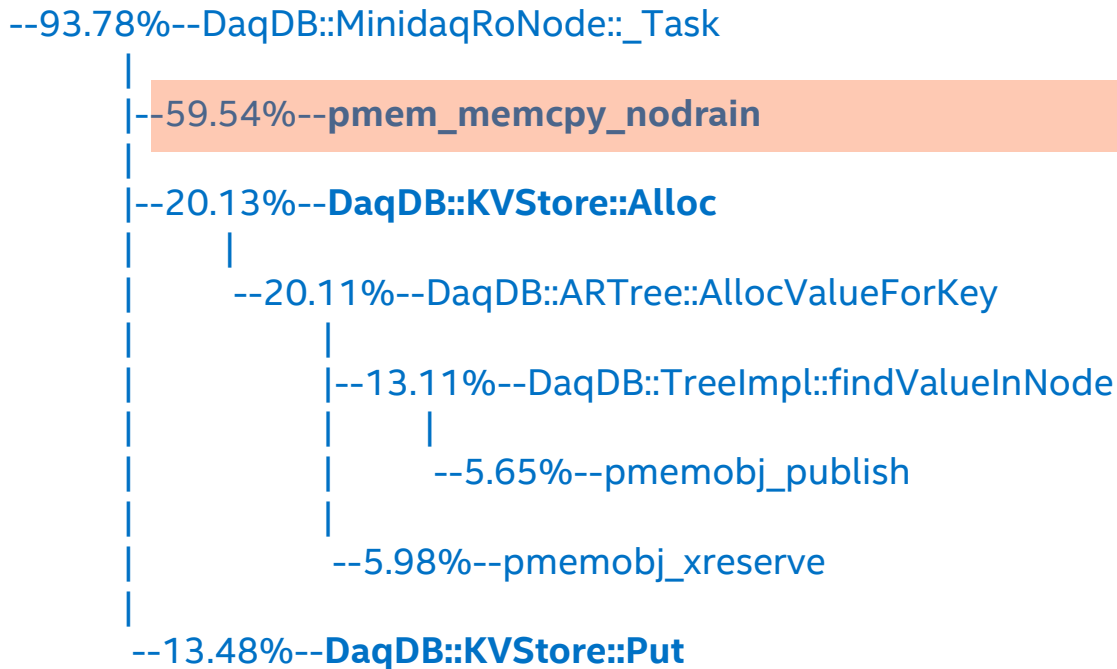 --93.78%--DaqDB::MinidaqRoNode::_Task
|
|--59.54%--pmem_memcpy_nodrain
|
|--20.13%--DaqDB::KVStore::Alloc
| |
| --20.11%--DaqDB::ARTree::AllocValueForKey
| |
| |--13.11%--DaqDB::TreeImpl::findValueInNode
| | |
| | --5.65%--pmemobj_publish
| |
| --5.98%--pmemobj_xreserve
|
--13.48%--DaqDB::KVStore::Put